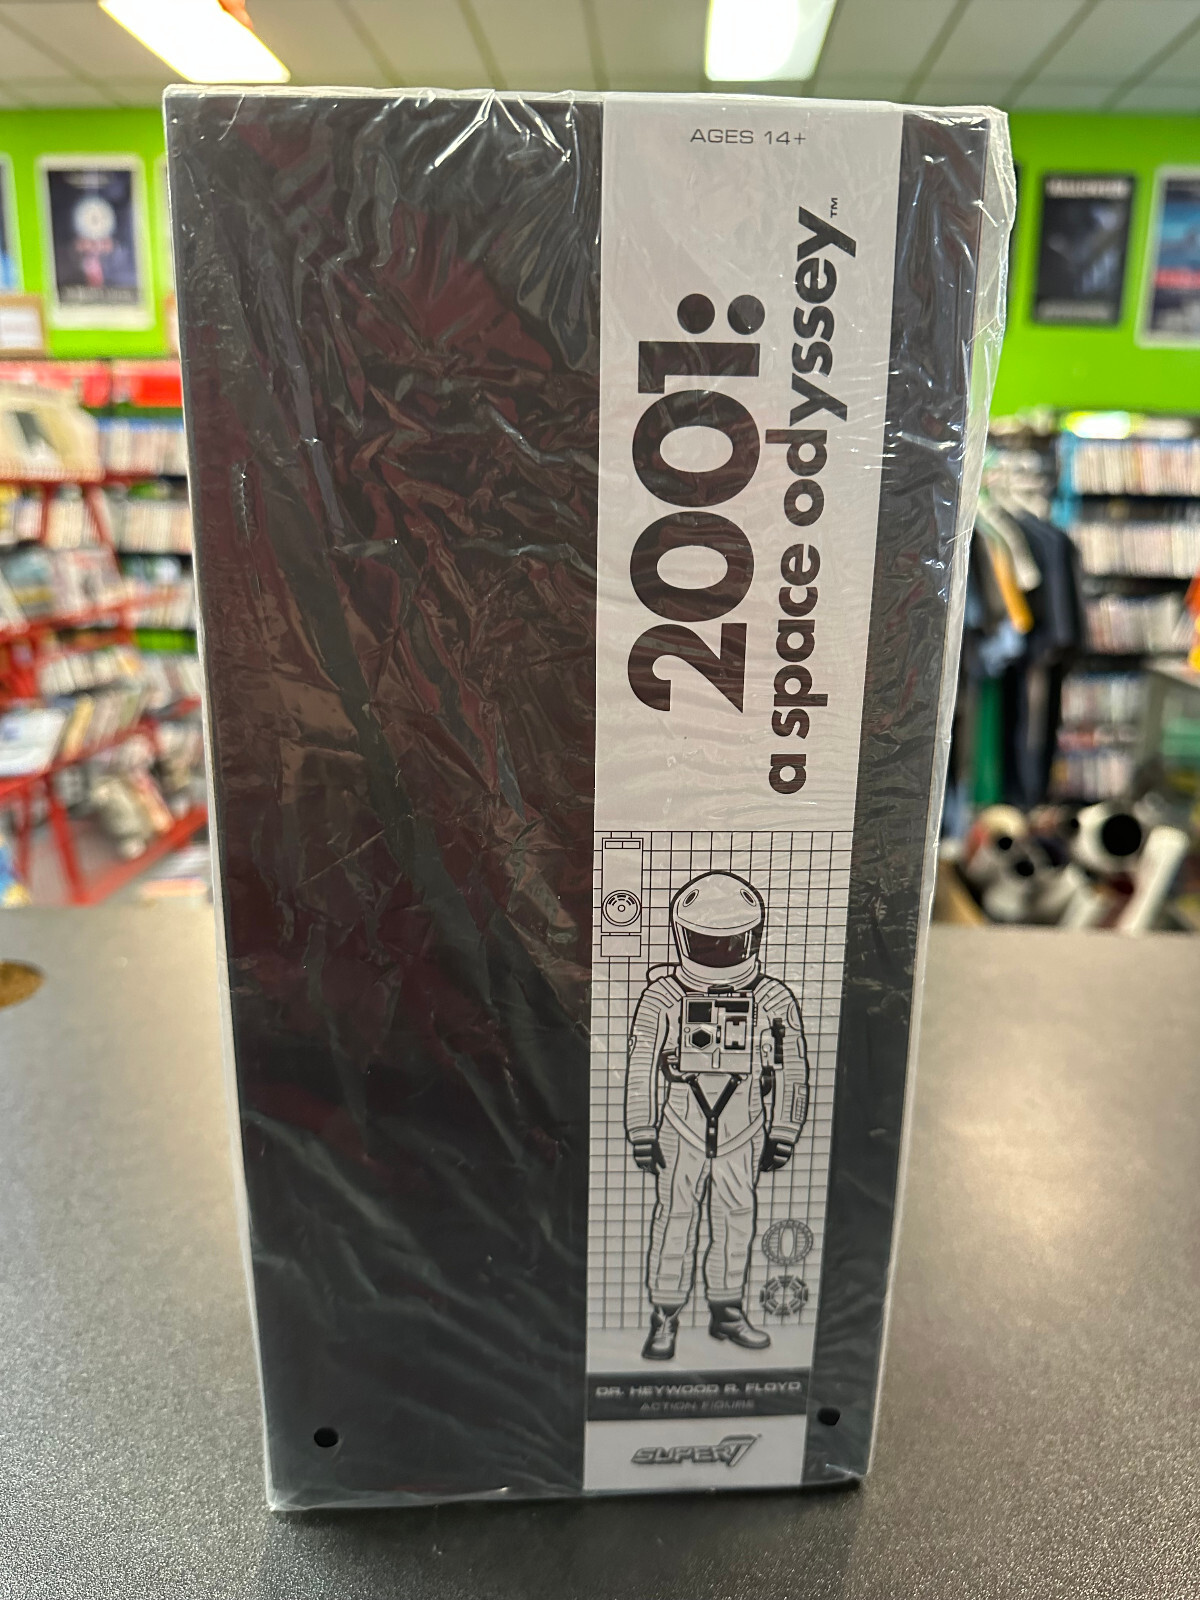 AGES 14+
2001:
a space odyssey™
DR. HEYWOOD R. FLOYD
ACTION FIGURE
SUPER7